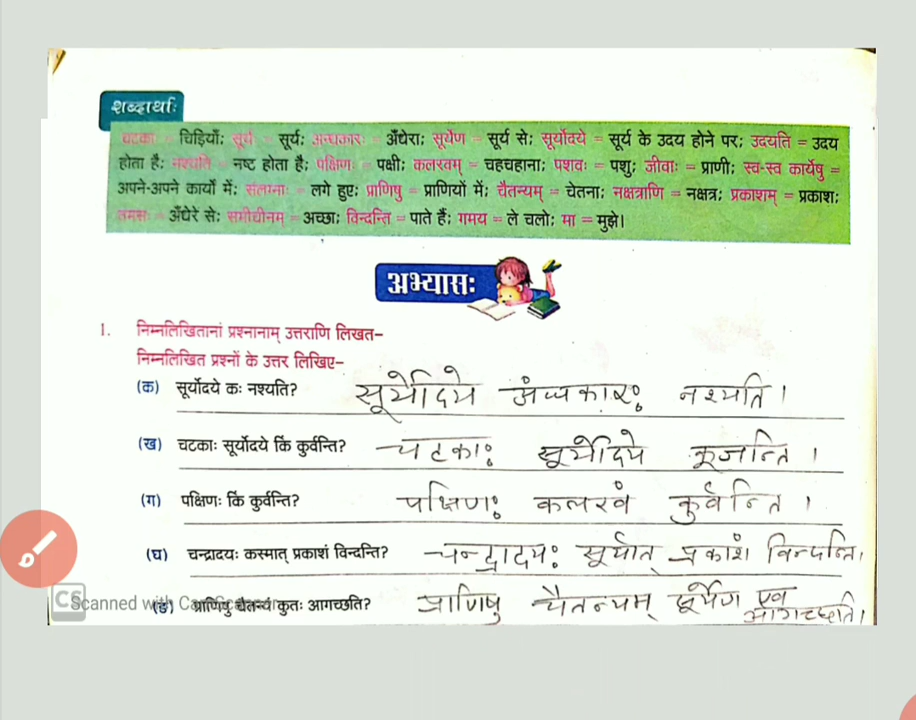 शब्दार्थाः
चटकाः = चिड़ियाँ; सूर्यः = सूर्य; अन्धकारः = अँधेरा; सूर्येण = सूर्य से; सूर्योदये = सूर्य के उदय होने पर; उदयति = उदय
होता है; नश्यति = नष्ट होता है; पक्षिणः = पक्षी; कलरवम् = चहचहाना; पशवः = पशु; जीवाः = प्राणी; स्व-स्व कार्येषु =
अपने-अपने कार्यों में; संलग्नाः = लगे हुए; प्राणिषु = प्राणियों में; चैतन्यम् = चेतना; नक्षत्राणि = नक्षत्र; प्रकाशम् = प्रकाश;
तमसः = अँधेरे से; समीचीनम् = अच्छा; विन्दन्ति = पाते हैं; गमय = ले चलो; मा = मुझे।
अभ्यासः
1. निम्नलिखितानां प्रश्नानाम् उत्तराणि लिखत–
निम्नलिखित प्रश्नों के उत्तर लिखिए–
(क) सूर्योदये कः नश्यति? सूर्योदये अंधकारः नश्यति।
(ख) चटकाः सूर्योदये किं कुर्वन्ति? चटकाः सूर्योदये कूजन्ति।
(ग) पक्षिणः किं कुर्वन्ति? पक्षिणः कलरवं कुर्वन्ति।
(घ) चन्द्रादयः कस्मात् प्रकाशं विन्दन्ति? चन्द्रादयः सूर्यात् प्रकाशं विन्दन्ति।
(ङ) प्राणिषु चैतन्यं कुतः आगच्छति? प्राणिषु चैतन्यम् सूर्येण एव
आगच्छति।
CS Scanned with CamScanner